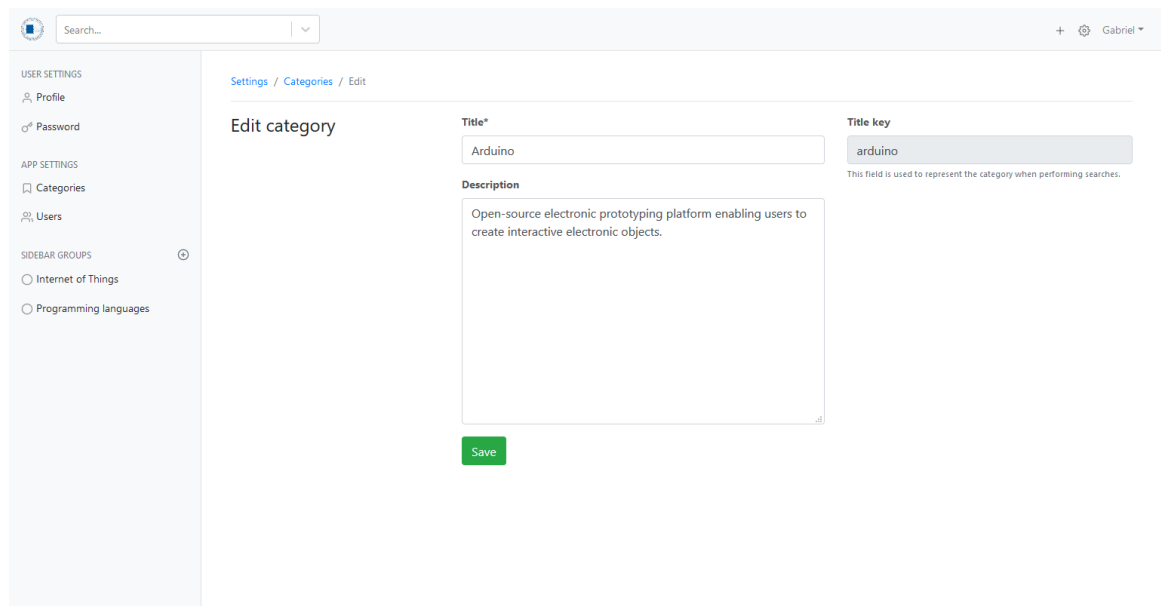 Search...
Gabriel
USER SETTINGS
Profile
Password
APP SETTINGS
Categories
Users
SIDEBAR GROUPS
Internet of Things
Programming languages
Settings / Categories / Edit
Edit category
Title*
Arduino
Description
Open-source electronic prototyping platform enabling users to
create interactive electronic objects.
Save
Title key
arduino
This field is used to represent the category when performing searches.